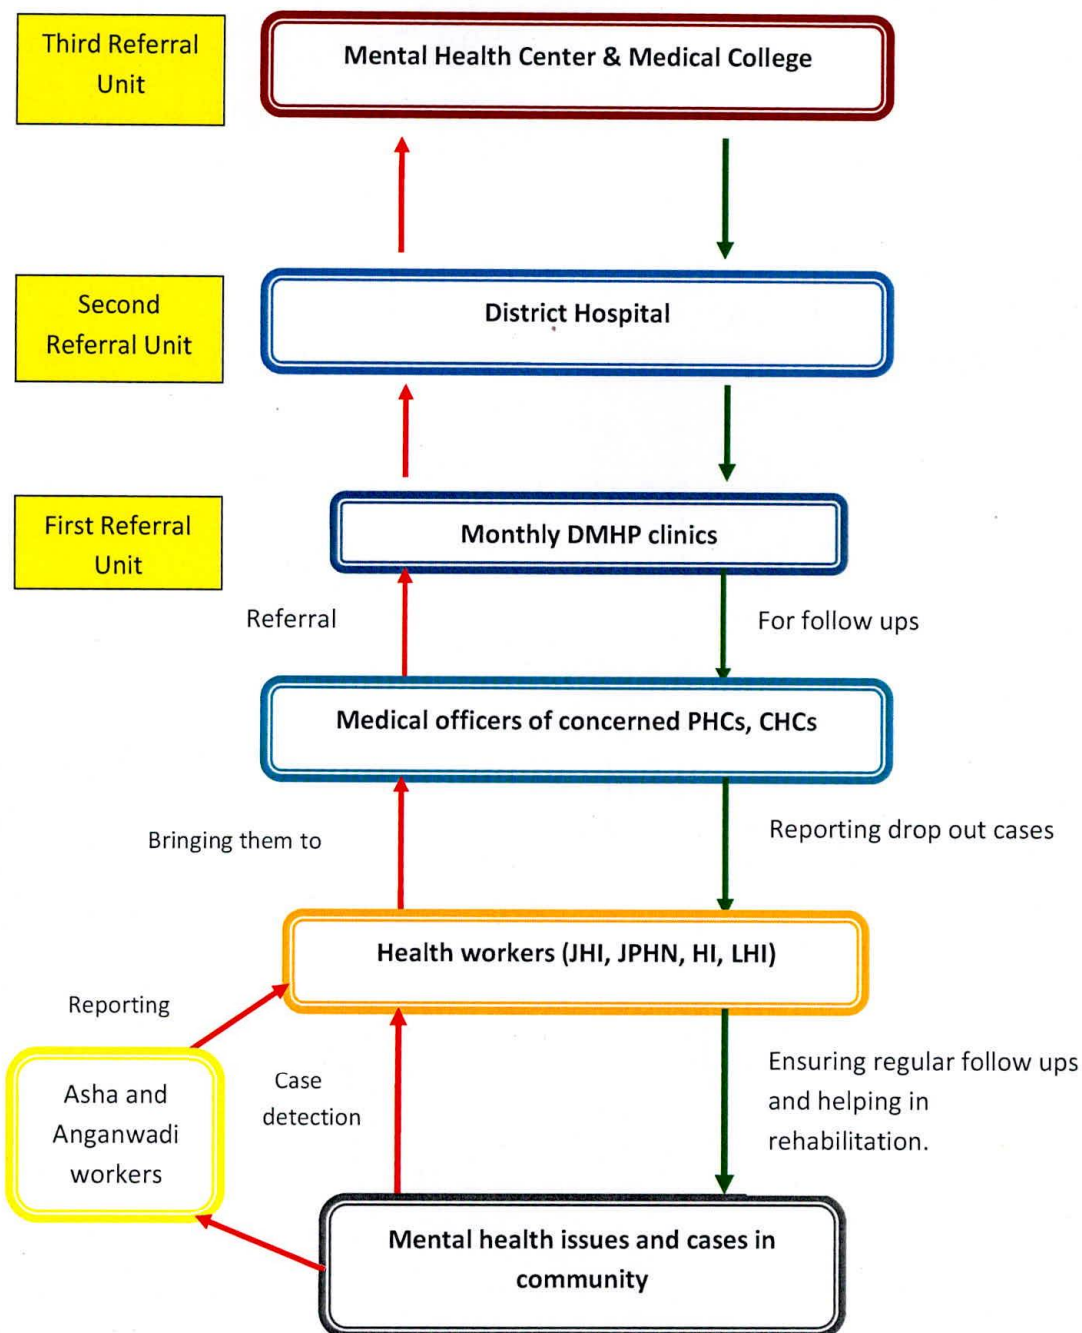 Third Referral
Unit
Mental Health Center & Medical College
Second
Referral Unit
District Hospital
First Referral
Unit
Monthly DMHP clinics
Referral
For follow ups
Medical officers of concerned PHCs, CHCs
Bringing them to
Reporting drop out cases
Health workers (JHI, JPHN, HI, LHI)
Reporting
Case
detection
Ensuring regular follow ups
and helping in
rehabilitation.
Asha and
Anganwadi
workers
Mental health issues and cases in
community